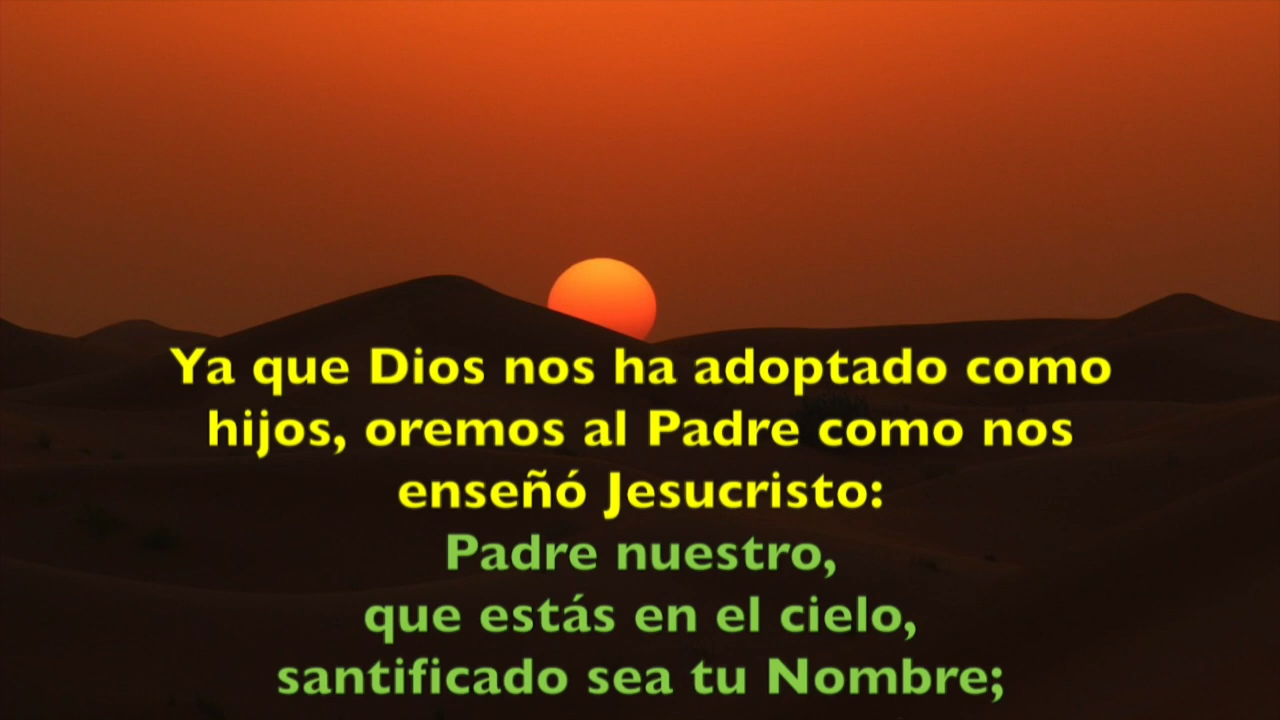 Ya que Dios nos ha adoptado como
hijos, oremos al Padre como nos
enseñó Jesucristo:
Padre nuestro,
que estás en el cielo,
santificado sea tu Nombre;